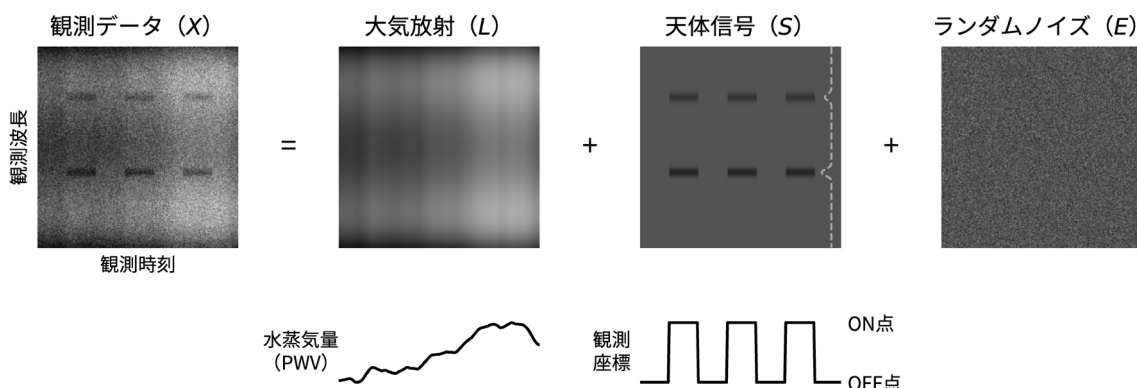 観測データ（X）
大気放射（L）
天体信号（S）
ランダムノイズ（E）
観測波長
=
+
+
観測時刻
水蒸気量
（PWV）
観測
座標
ON点
OFF点